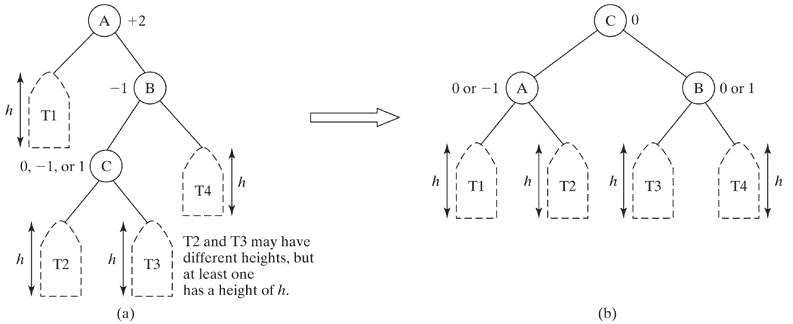 A +2
C 0
h T1
−1 B
0 or −1 A
B 0 or 1
0, −1, or 1 C
T4 h
h T1 h T2 h T3 T4 h
h T2 h T3
T2 and T3 may have
different heights, but
at least one
has a height of h.
(a)
(b)